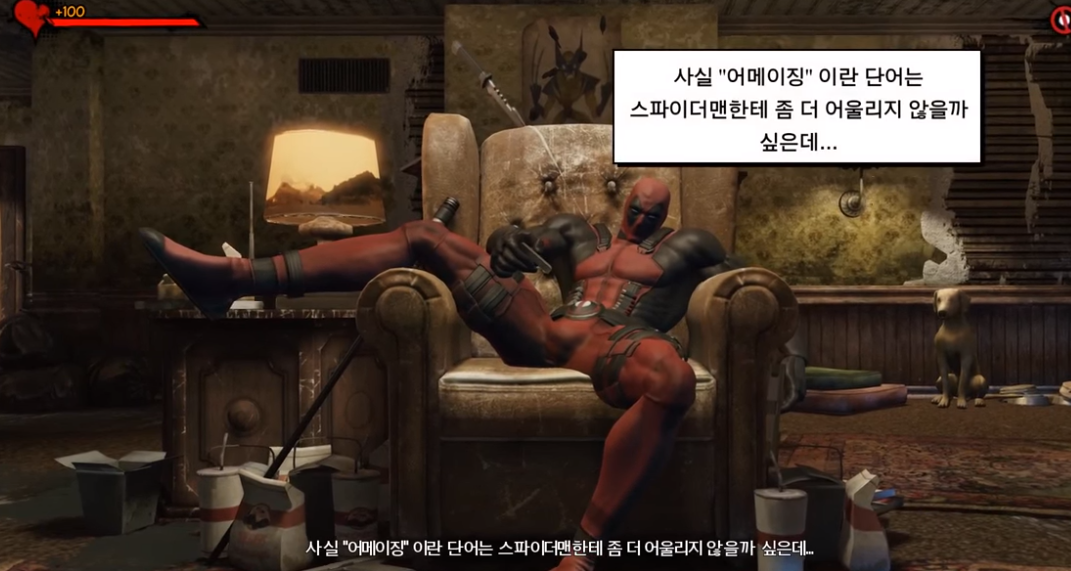 +100
사실 "어메이징" 이란 단어는
스파이더맨한테 좀 더 어울리지 않을까
싶은데...
사실 "어메이징" 이란 단어는 스파이더맨한테 좀 더 어울리지 않을까 싶은데...